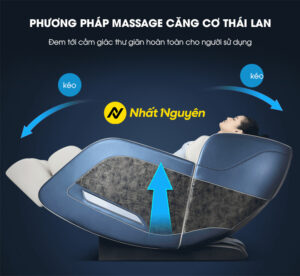 PHƯƠNG PHÁP MASSAGE CĂNG CƠ THÁI LAN
Đem tới cảm giác thư giãn hoàn toàn cho người sử dụng
kéo
kéo
Nhất Nguyên